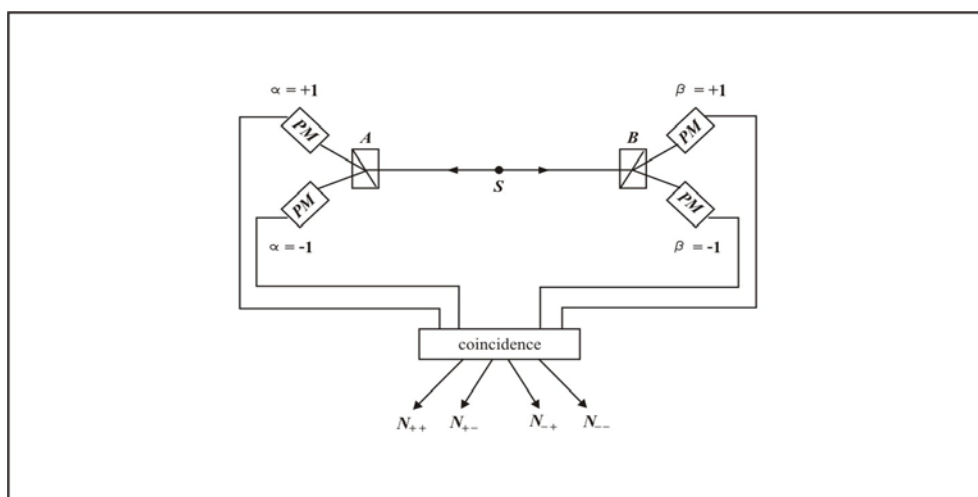 ∝ = +1 β = +1
PM A B PM
S
PM PM
∝ = -1 β = -1
coincidence
N₊₊ N₊₋ N₋₊ N₋₋